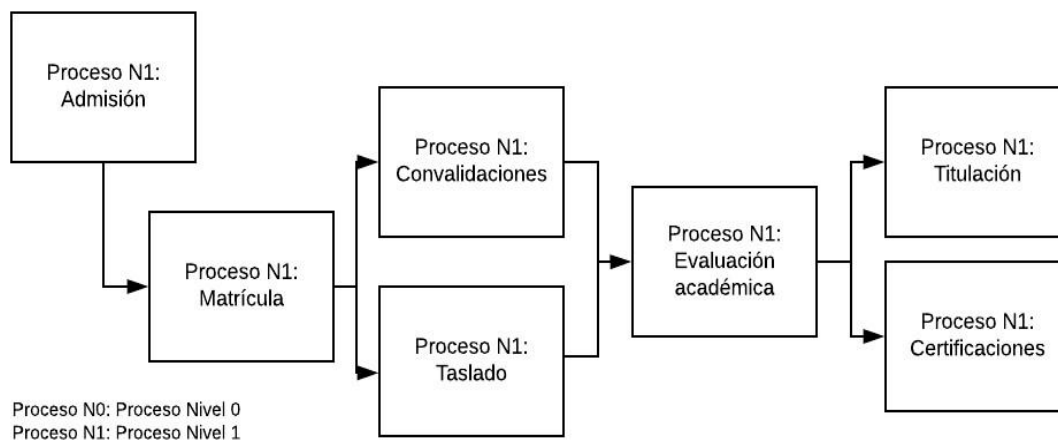 Proceso N1:
Admisión
Proceso N1:
Matrícula
Proceso N1:
Convalidaciones
Proceso N1:
Taslado
Proceso N1:
Evaluación
académica
Proceso N1:
Titulación
Proceso N1:
Certificaciones
Proceso N0: Proceso Nivel 0
Proceso N1: Proceso Nivel 1